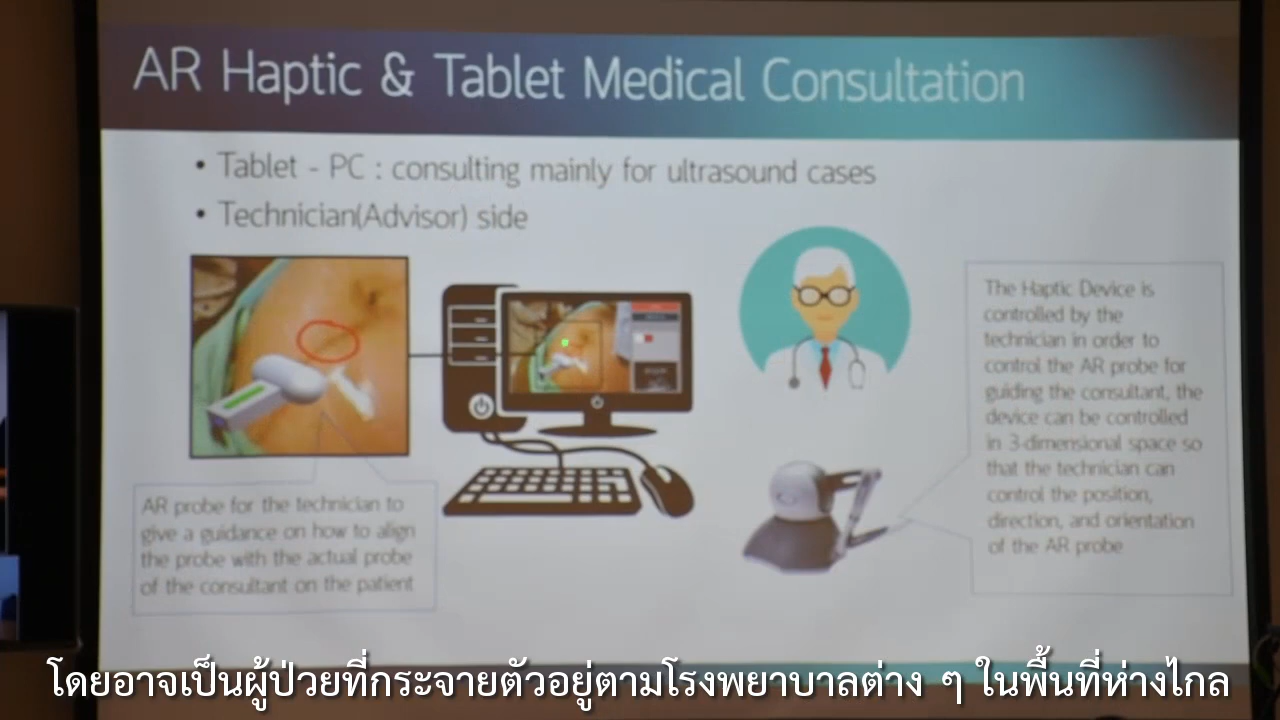 AR Haptic & Tablet Medical Consultation
• Tablet - PC : consulting mainly for ultrasound cases
• Technician(Advisor) side
AR probe for the technician to
give a guidance on how to align
the probe with the actual probe
of the consultant on the patient
The Haptic Device is
controlled by the
technician in order to
control the AR probe for
guiding the consultant, the
device can be controlled
in 3-dimensional space so
that the technician can
control the position,
direction, and orientation
of the AR probe
โดยอาจเป็นผู้ป่วยที่กระจายตัวอยู่ตามโรงพยาบาลต่าง ๆ ในพื้นที่ห่างไกล